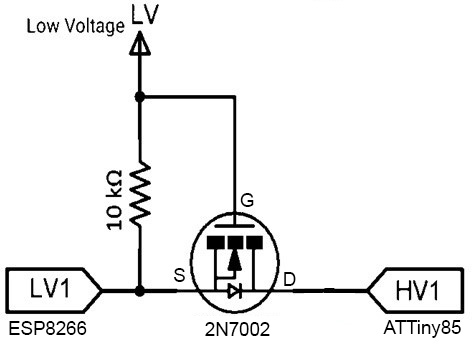 LV
Low Voltage
10 kΩ
G
S
D
LV1
HV1
ESP8266
2N7002
ATTiny85